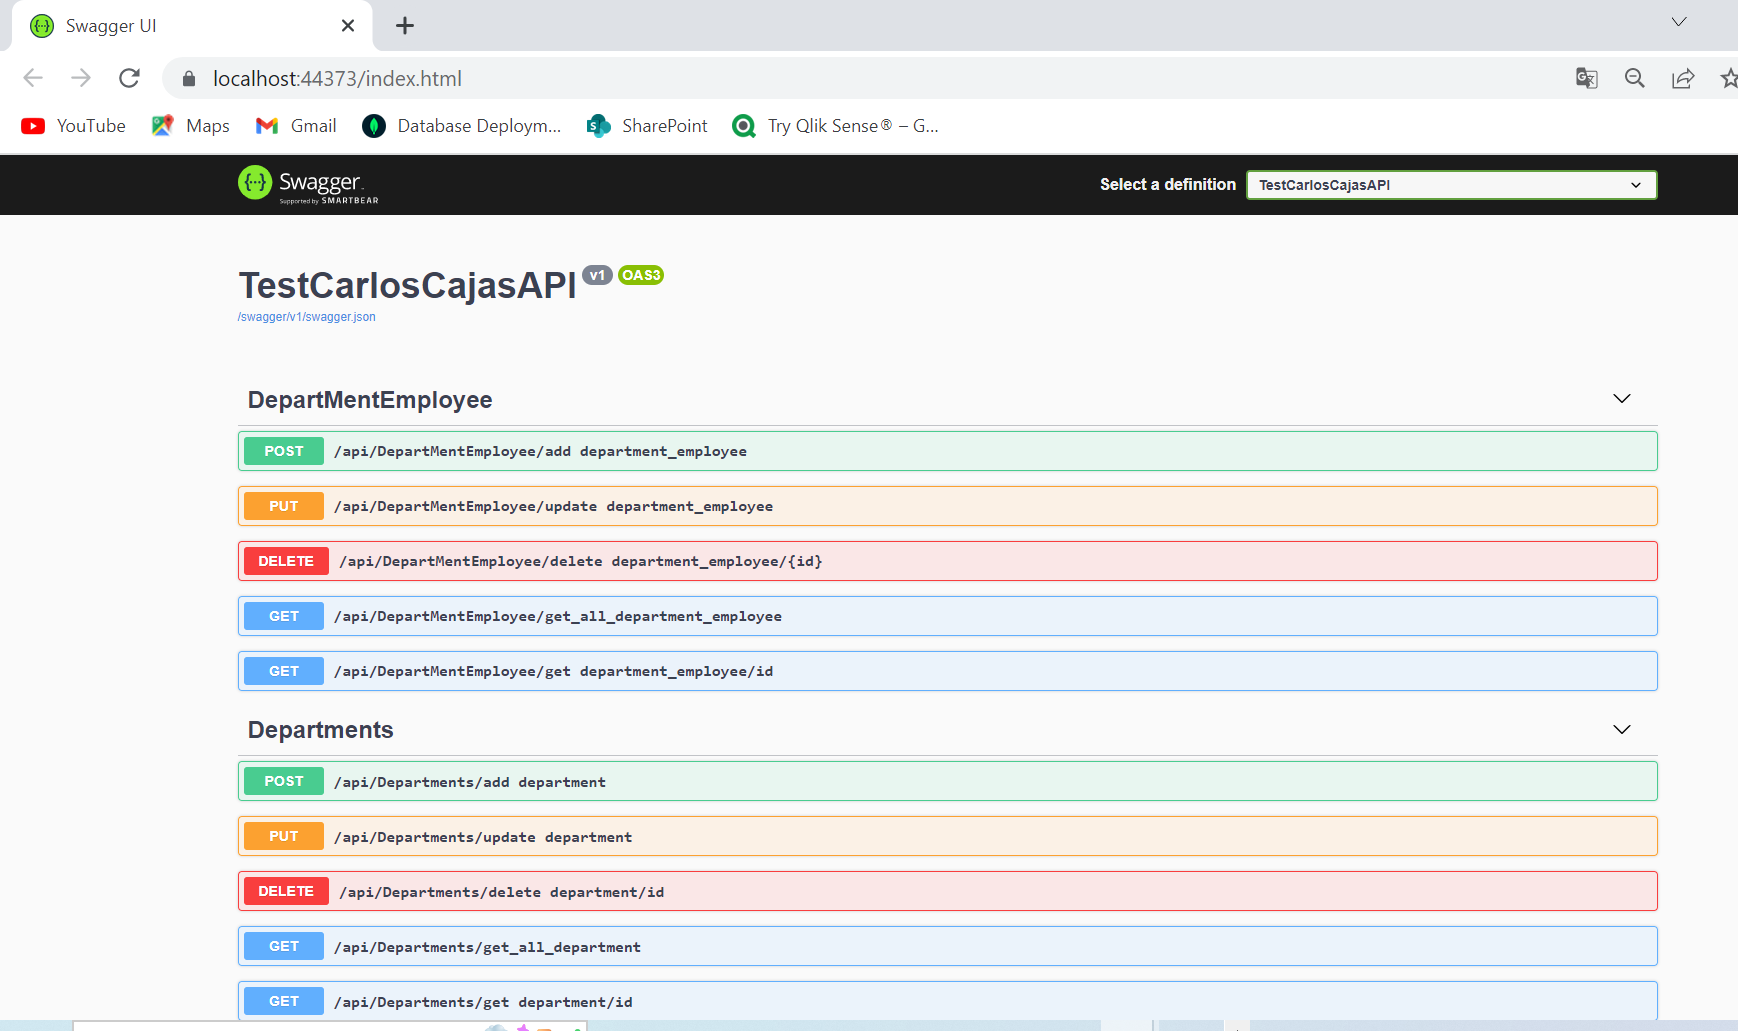 Swagger UI
localhost:44373/index.html
YouTube Maps Gmail Database Deploym... SharePoint Try Qlik Sense® – G...
Swagger.
Supported by SMARTBEAR
Select a definition TestCarlosCajasAPI
TestCarlosCajasAPI v1 OAS3
/swagger/v1/swagger.json
DepartMentEmployee
POST /api/DepartMentEmployee/add department_employee
PUT /api/DepartMentEmployee/update department_employee
DELETE /api/DepartMentEmployee/delete department_employee/{id}
GET /api/DepartMentEmployee/get_all_department_employee
GET /api/DepartMentEmployee/get department_employee/id
Departments
POST /api/Departments/add department
PUT /api/Departments/update department
DELETE /api/Departments/delete department/id
GET /api/Departments/get_all_department
GET /api/Departments/get department/id